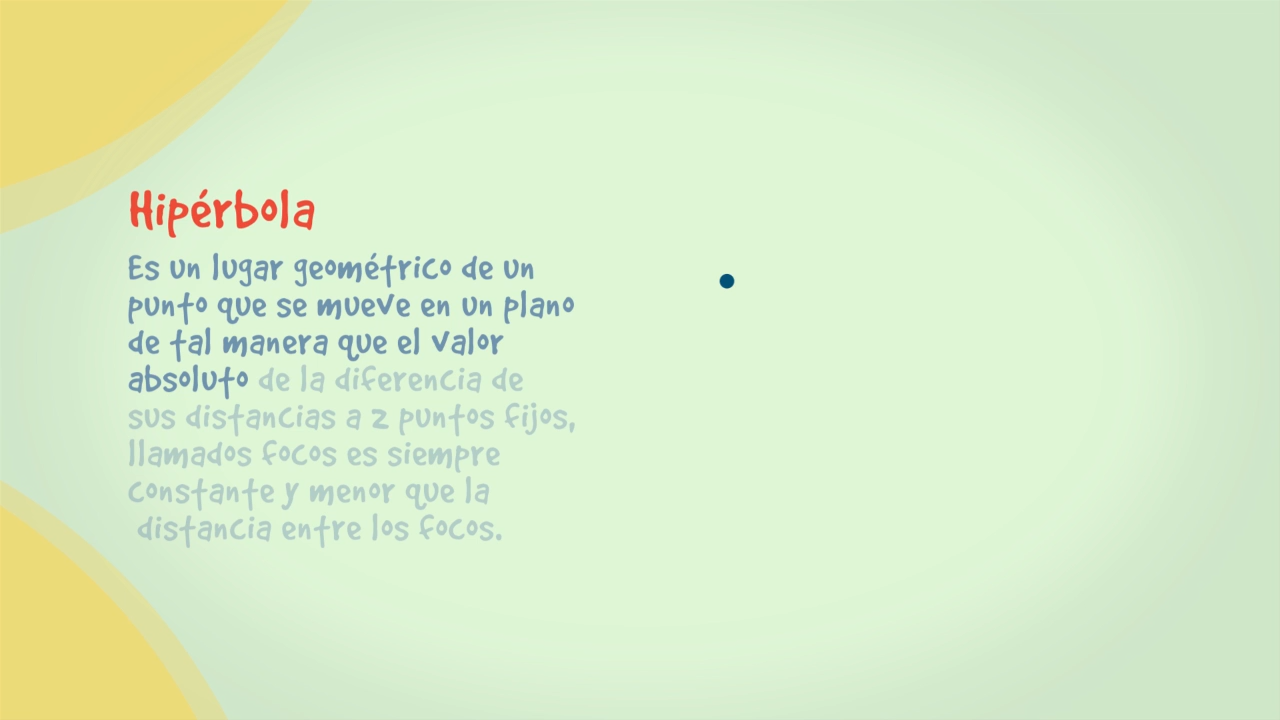 Hipérbola
Es un lugar geométrico de un
punto que se mueve en un plano
de tal manera que el valor
absoluto de la diferencia de
sus distancias a 2 puntos fijos,
llamados focos es siempre
constante y menor que la
distancia entre los focos.